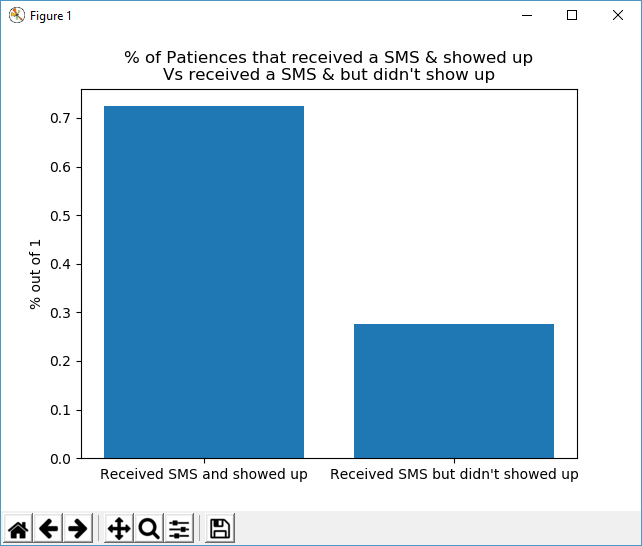 Figure 1
% of Patiences that received a SMS & showed up
Vs received a SMS & but didn't show up
0.7
0.6
0.5
0.4
0.3
0.2
0.1
0.0
% out of 1
Received SMS and showed up
Received SMS but didn't showed up